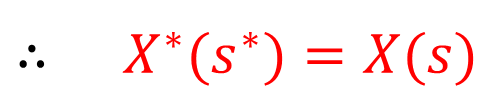 ∴ X*(s*) = X(s)